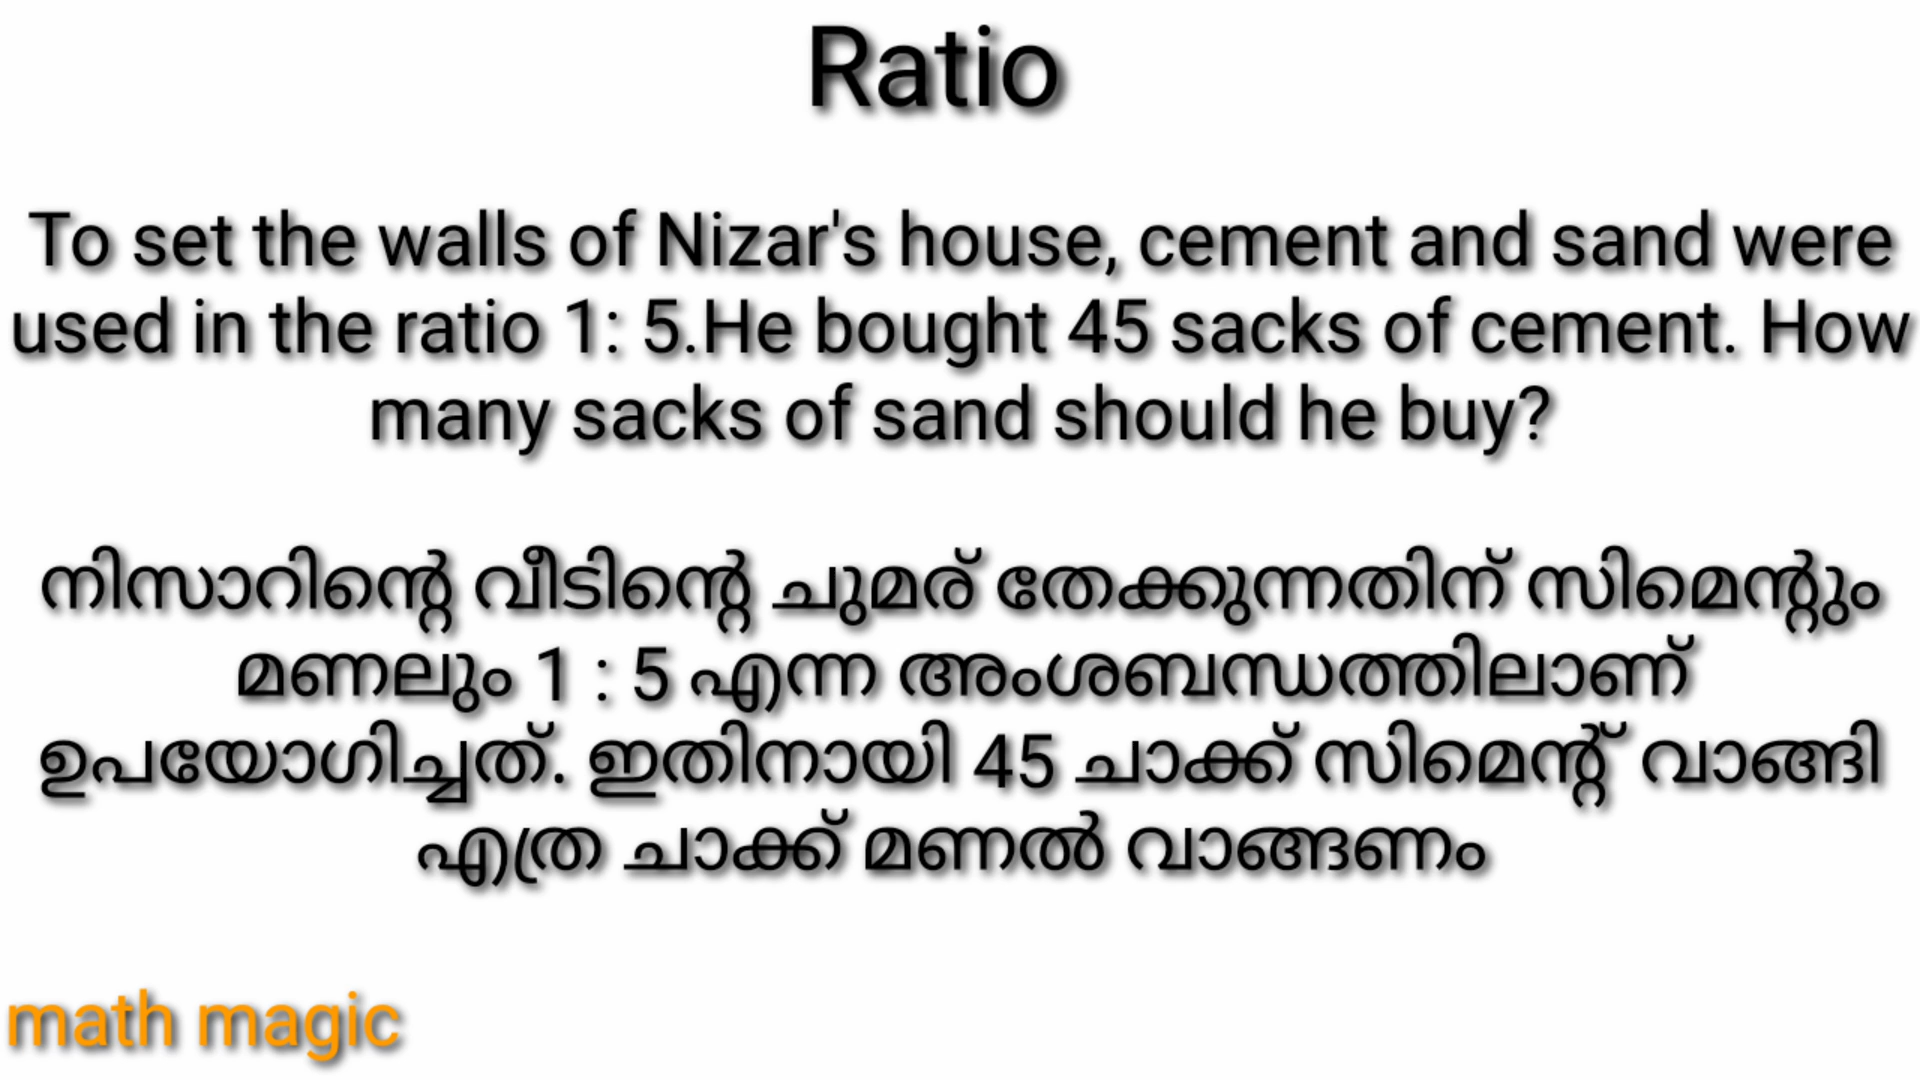 Ratio
To set the walls of Nizar's house, cement and sand were
used in the ratio 1: 5.He bought 45 sacks of cement. How
many sacks of sand should he buy?
നിസാറിന്റെ വീടിന്റെ ചുമര് തേക്കുന്നതിന് സിമെന്റും
മണലും 1 : 5 എന്ന അംശബന്ധത്തിലാണ്
ഉപയോഗിച്ചത്. ഇതിനായി 45 ചാക്ക് സിമെന്റ് വാങ്ങി
എത്ര ചാക്ക് മണൽ വാങ്ങണം
math magic